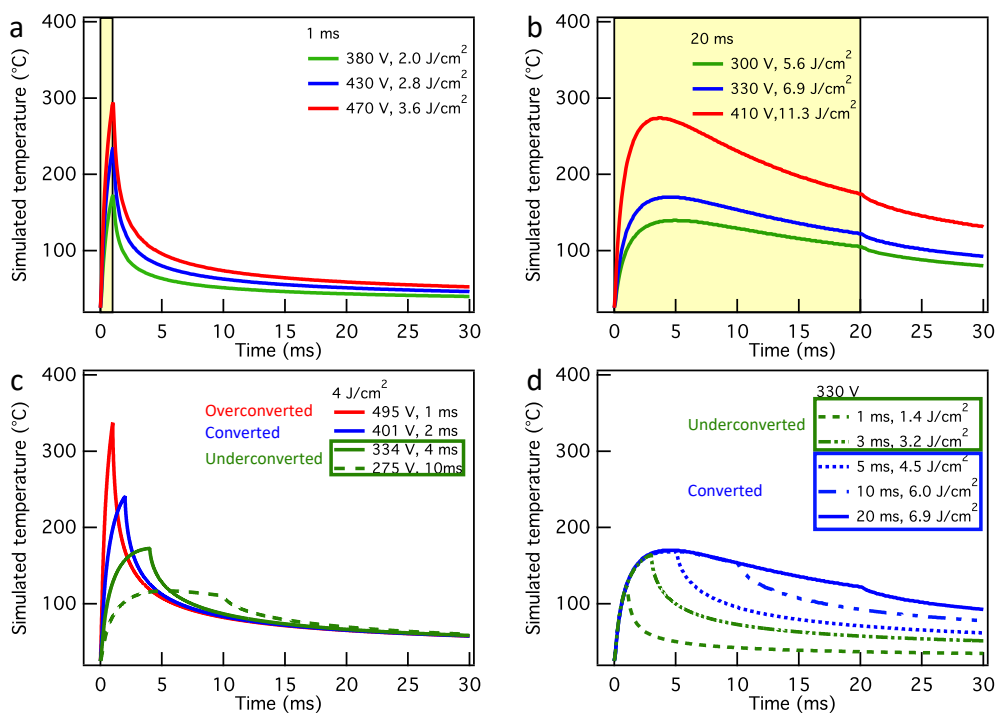 a
1 ms
380 V, 2.0 J/cm²
430 V, 2.8 J/cm²
470 V, 3.6 J/cm²
Simulated temperature (°C)
400
300
200
100
0 5 10 15 20 25 30
Time (ms)
b
20 ms
300 V, 5.6 J/cm²
330 V, 6.9 J/cm²
410 V,11.3 J/cm²
Simulated temperature (°C)
400
300
200
100
0 5 10 15 20 25 30
Time (ms)
c
4 J/cm²
Overconverted 495 V, 1 ms
Converted 401 V, 2 ms
Underconverted 334 V, 4 ms
275 V, 10ms
Simulated temperature (°C)
400
300
200
100
0 5 10 15 20 25 30
Time (ms)
d
330 V
1 ms, 1.4 J/cm²
Underconverted
3 ms, 3.2 J/cm²
5 ms, 4.5 J/cm²
Converted 10 ms, 6.0 J/cm²
20 ms, 6.9 J/cm²
Simulated temperature (°C)
400
300
200
100
0 5 10 15 20 25 30
Time (ms)